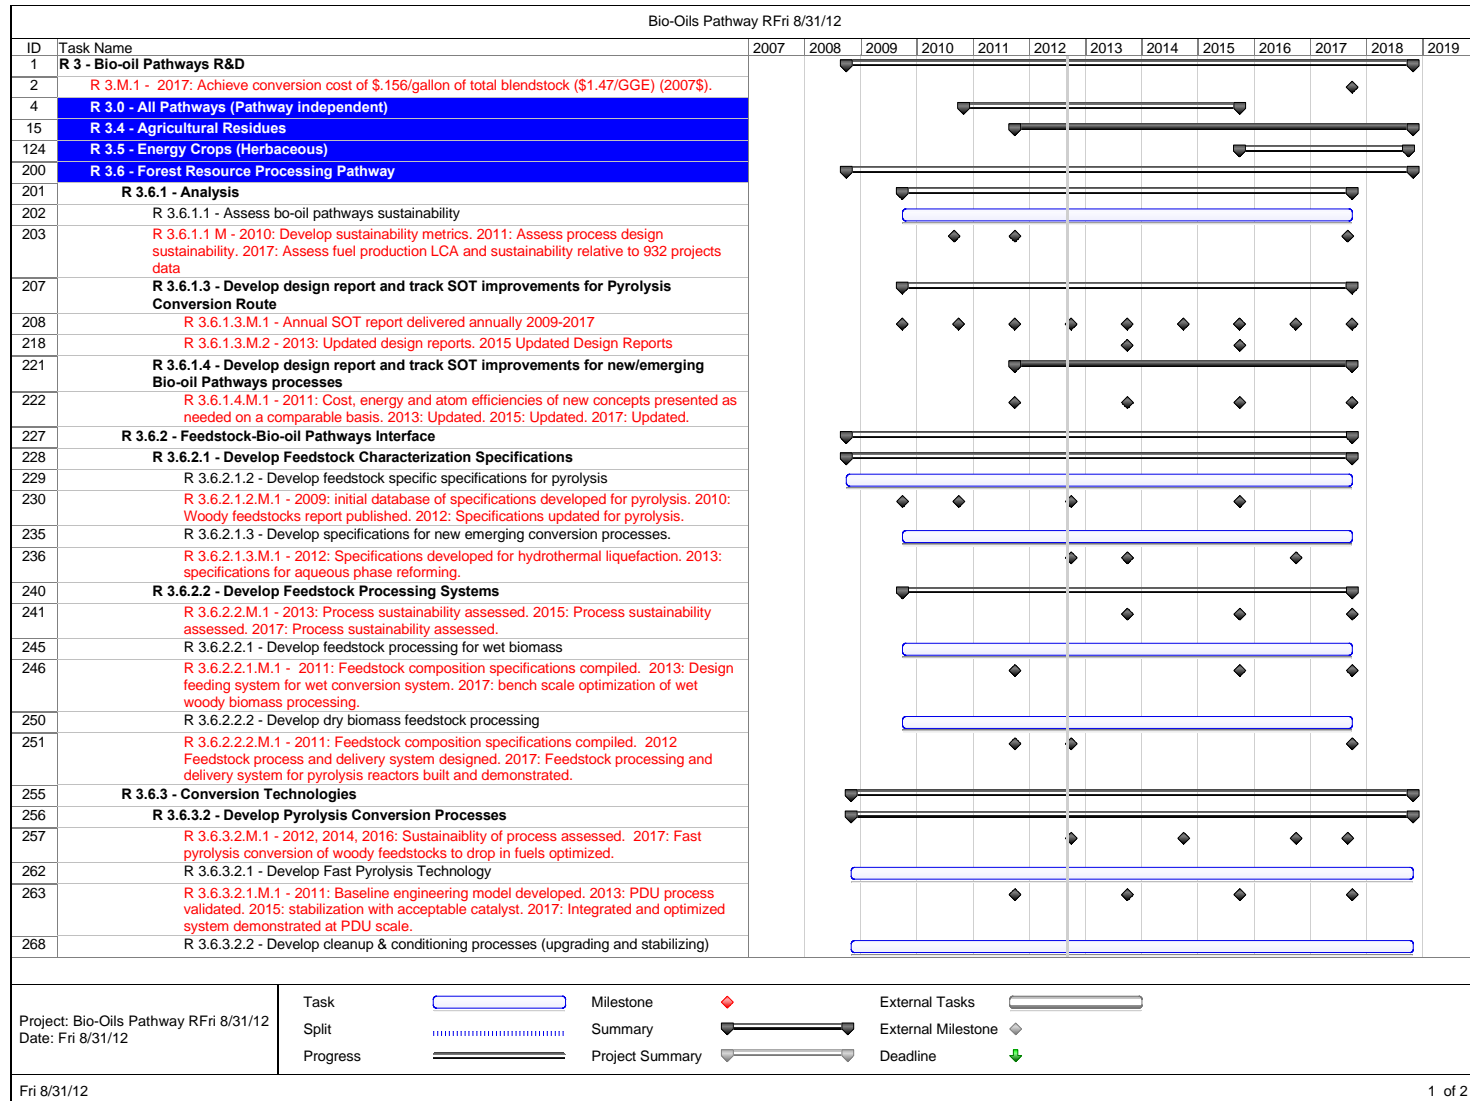 Bio-Oils Pathway RFri 8/31/12
ID Task Name 2007 2008 2009 2010 2011 2012 2013 2014 2015 2016 2017 2018 2019
1 R 3 - Bio-oil Pathways R&D
2 R 3.M.1 - 2017: Achieve conversion cost of $.156/gallon of total blendstock ($1.47/GGE) (2007$).
4 R 3.0 - All Pathways (Pathway independent)
15 R 3.4 - Agricultural Residues
124 R 3.5 - Energy Crops (Herbaceous)
200 R 3.6 - Forest Resource Processing Pathway
201 R 3.6.1 - Analysis
202 R 3.6.1.1 - Assess bo-oil pathways sustainability
203 R 3.6.1.1 M - 2010: Develop sustainability metrics. 2011: Assess process design
sustainability. 2017: Assess fuel production LCA and sustainability relative to 932 projects
data
207 R 3.6.1.3 - Develop design report and track SOT improvements for Pyrolysis
Conversion Route
208 R 3.6.1.3.M.1 - Annual SOT report delivered annually 2009-2017
218 R 3.6.1.3.M.2 - 2013: Updated design reports. 2015 Updated Design Reports
221 R 3.6.1.4 - Develop design report and track SOT improvements for new/emerging
Bio-oil Pathways processes
222 R 3.6.1.4.M.1 - 2011: Cost, energy and atom efficiencies of new concepts presented as
needed on a comparable basis. 2013: Updated. 2015: Updated. 2017: Updated.
227 R 3.6.2 - Feedstock-Bio-oil Pathways Interface
228 R 3.6.2.1 - Develop Feedstock Characterization Specifications
229 R 3.6.2.1.2 - Develop feedstock specific specifications for pyrolysis
230 R 3.6.2.1.2.M.1 - 2009: initial database of specifications developed for pyrolysis. 2010:
Woody feedstocks report published. 2012: Specifications updated for pyrolysis.
235 R 3.6.2.1.3 - Develop specifications for new emerging conversion processes.
236 R 3.6.2.1.3.M.1 - 2012: Specifications developed for hydrothermal liquefaction. 2013:
specifications for aqueous phase reforming.
240 R 3.6.2.2 - Develop Feedstock Processing Systems
241 R 3.6.2.2.M.1 - 2013: Process sustainability assessed. 2015: Process sustainability
assessed. 2017: Process sustainability assessed.
245 R 3.6.2.2.1 - Develop feedstock processing for wet biomass
246 R 3.6.2.2.1.M.1 - 2011: Feedstock composition specifications compiled. 2013: Design
feeding system for wet conversion system. 2017: bench scale optimization of wet
woody biomass processing.
250 R 3.6.2.2.2 - Develop dry biomass feedstock processing
251 R 3.6.2.2.2.M.1 - 2011: Feedstock composition specifications compiled. 2012
Feedstock process and delivery system designed. 2017: Feedstock processing and
delivery system for pyrolysis reactors built and demonstrated.
255 R 3.6.3 - Conversion Technologies
256 R 3.6.3.2 - Develop Pyrolysis Conversion Processes
257 R 3.6.3.2.M.1 - 2012, 2014, 2016: Sustainaiblity of process assessed. 2017: Fast
pyrolysis conversion of woody feedstocks to drop in fuels optimized.
262 R 3.6.3.2.1 - Develop Fast Pyrolysis Technology
263 R 3.6.3.2.1.M.1 - 2011: Baseline engineering model developed. 2013: PDU process
validated. 2015: stabilization with acceptable catalyst. 2017: Integrated and optimized
system demonstrated at PDU scale.
268 R 3.6.3.2.2 - Develop cleanup & conditioning processes (upgrading and stabilizing)
Project: Bio-Oils Pathway RFri 8/31/12
Date: Fri 8/31/12
Task Milestone External Tasks
Split Summary External Milestone
Progress Project Summary Deadline
Fri 8/31/12 1 of 2